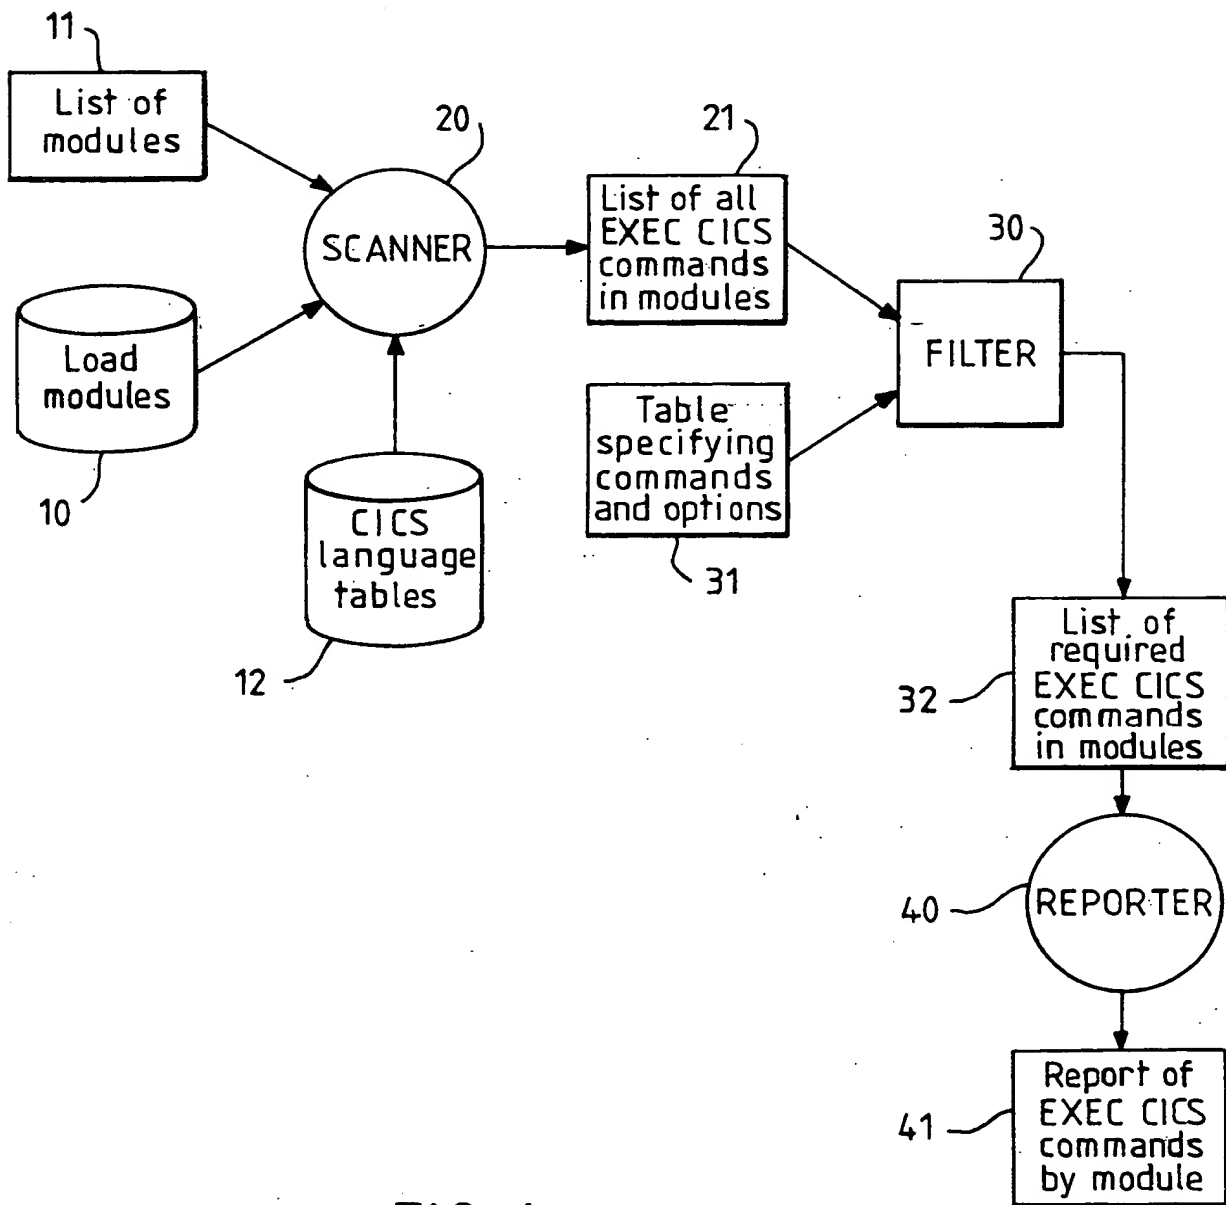 11
List of
modules
20
SCANNER
21
List of all
EXEC CICS
commands
in modules
30
FILTER
Load
modules
10
CICS
language
tables
12
Table
specifying
commands
and options
31
List of
required
EXEC CICS
commands
in modules
32
REPORTER
40
Report of
EXEC CICS
commands
by module
41